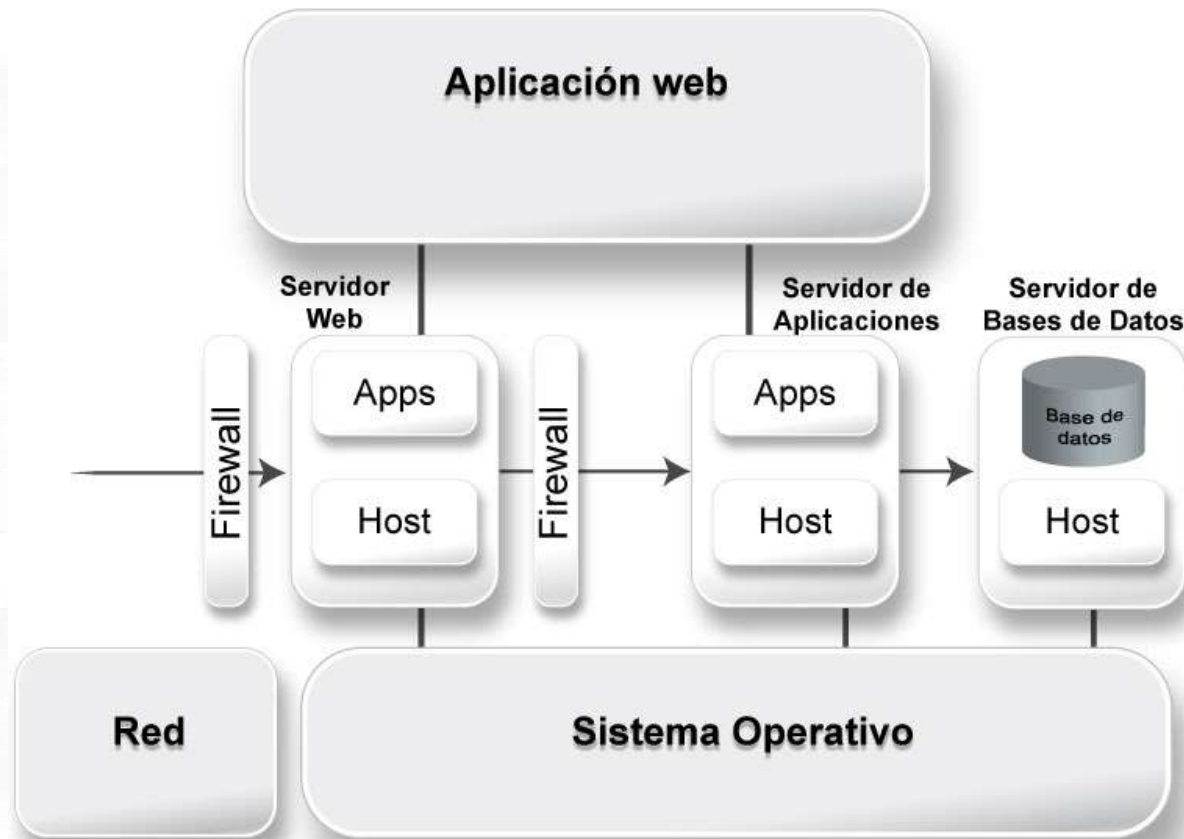 Aplicación web
Servidor
Web
Servidor de
Aplicaciones
Servidor de
Bases de Datos
Firewall
Apps
Host
Firewall
Apps
Host
Base de
datos
Host
Red
Sistema Operativo